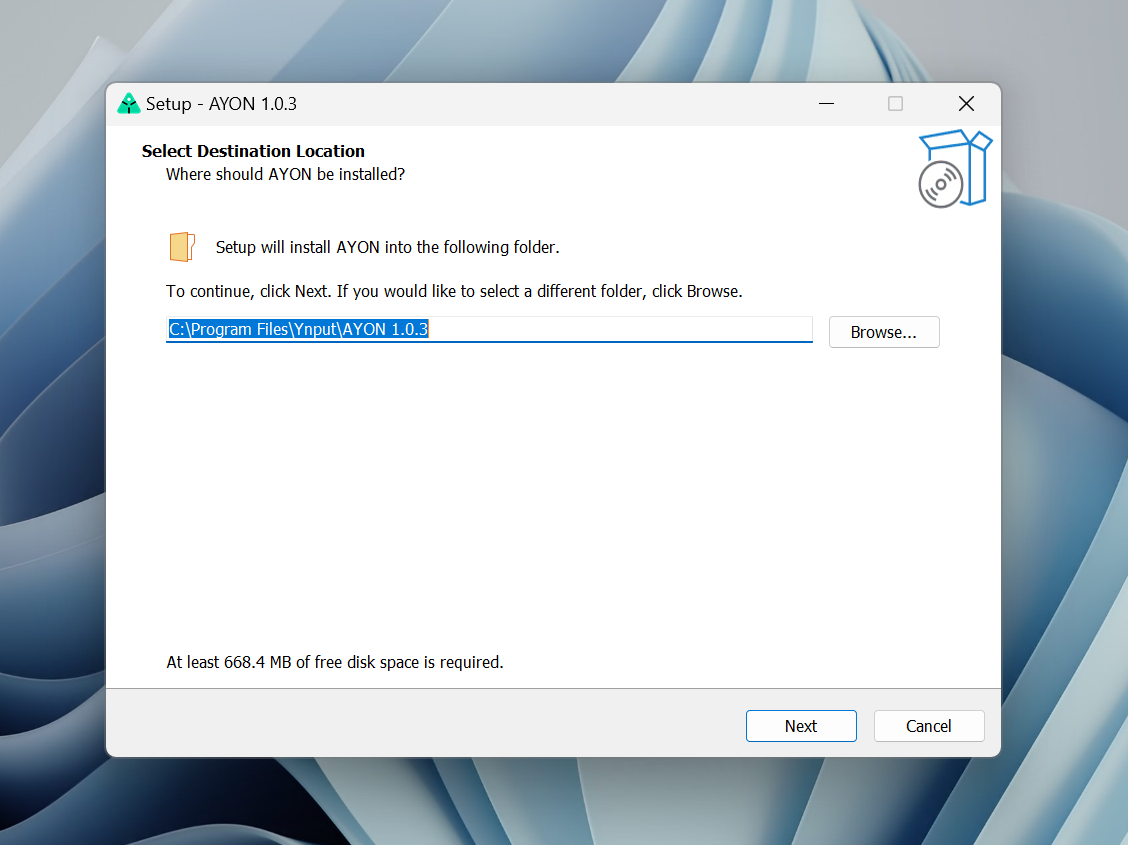 Setup - AYON 1.0.3
Select Destination Location
Where should AYON be installed?
Setup will install AYON into the following folder.
To continue, click Next. If you would like to select a different folder, click Browse.
C:\Program Files\Ynput\AYON 1.0.3
Browse...
At least 668.4 MB of free disk space is required.
Next
Cancel